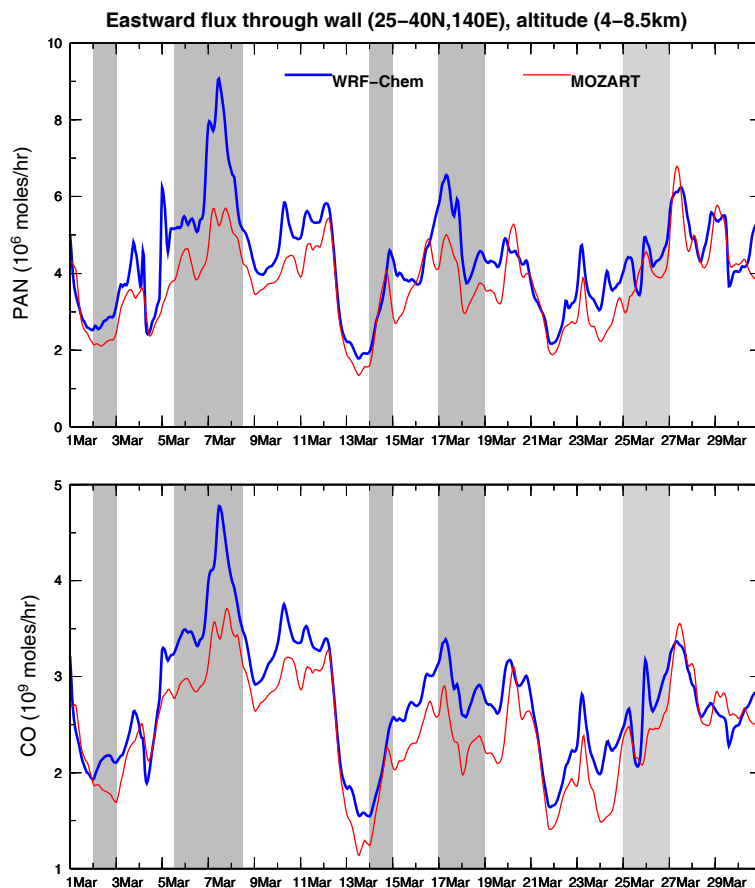 Eastward flux through wall (25−40N,140E), altitude (4−8.5km)
10
8
6
4
2
0
PAN (10⁶ moles/hr)
WRF−Chem
MOZART
1Mar 3Mar 5Mar 7Mar 9Mar 11Mar 13Mar 15Mar 17Mar 19Mar 21Mar 23Mar 25Mar 27Mar 29Mar
5
4
3
2
1
CO (10⁹ moles/hr)
1Mar 3Mar 5Mar 7Mar 9Mar 11Mar 13Mar 15Mar 17Mar 19Mar 21Mar 23Mar 25Mar 27Mar 29Mar